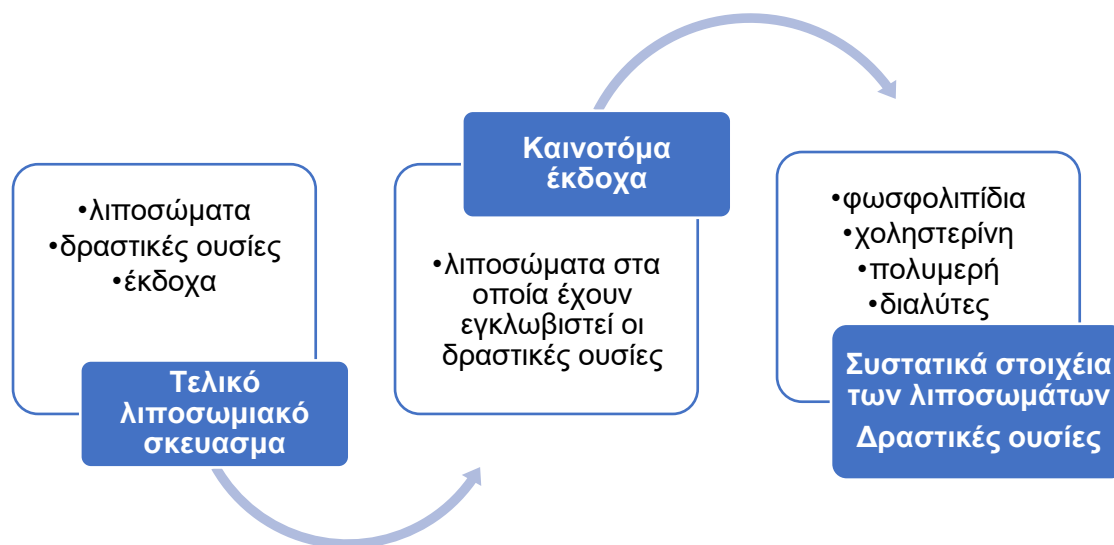 •λιποσώματα
•δραστικές ουσίες
•έκδοχα
Τελικό
λιποσωμιακό
σκευασμα
Καινοτόμα
έκδοχα
•λιποσώματα στα
οποία έχουν
εγκλωβιστεί οι
δραστικές ουσίες
•φωσφολιπίδια
•χοληστερίνη
•πολυμερή
•διαλύτες
Συστατικά στοιχέια
των λιποσωμάτων
Δραστικές ουσίες